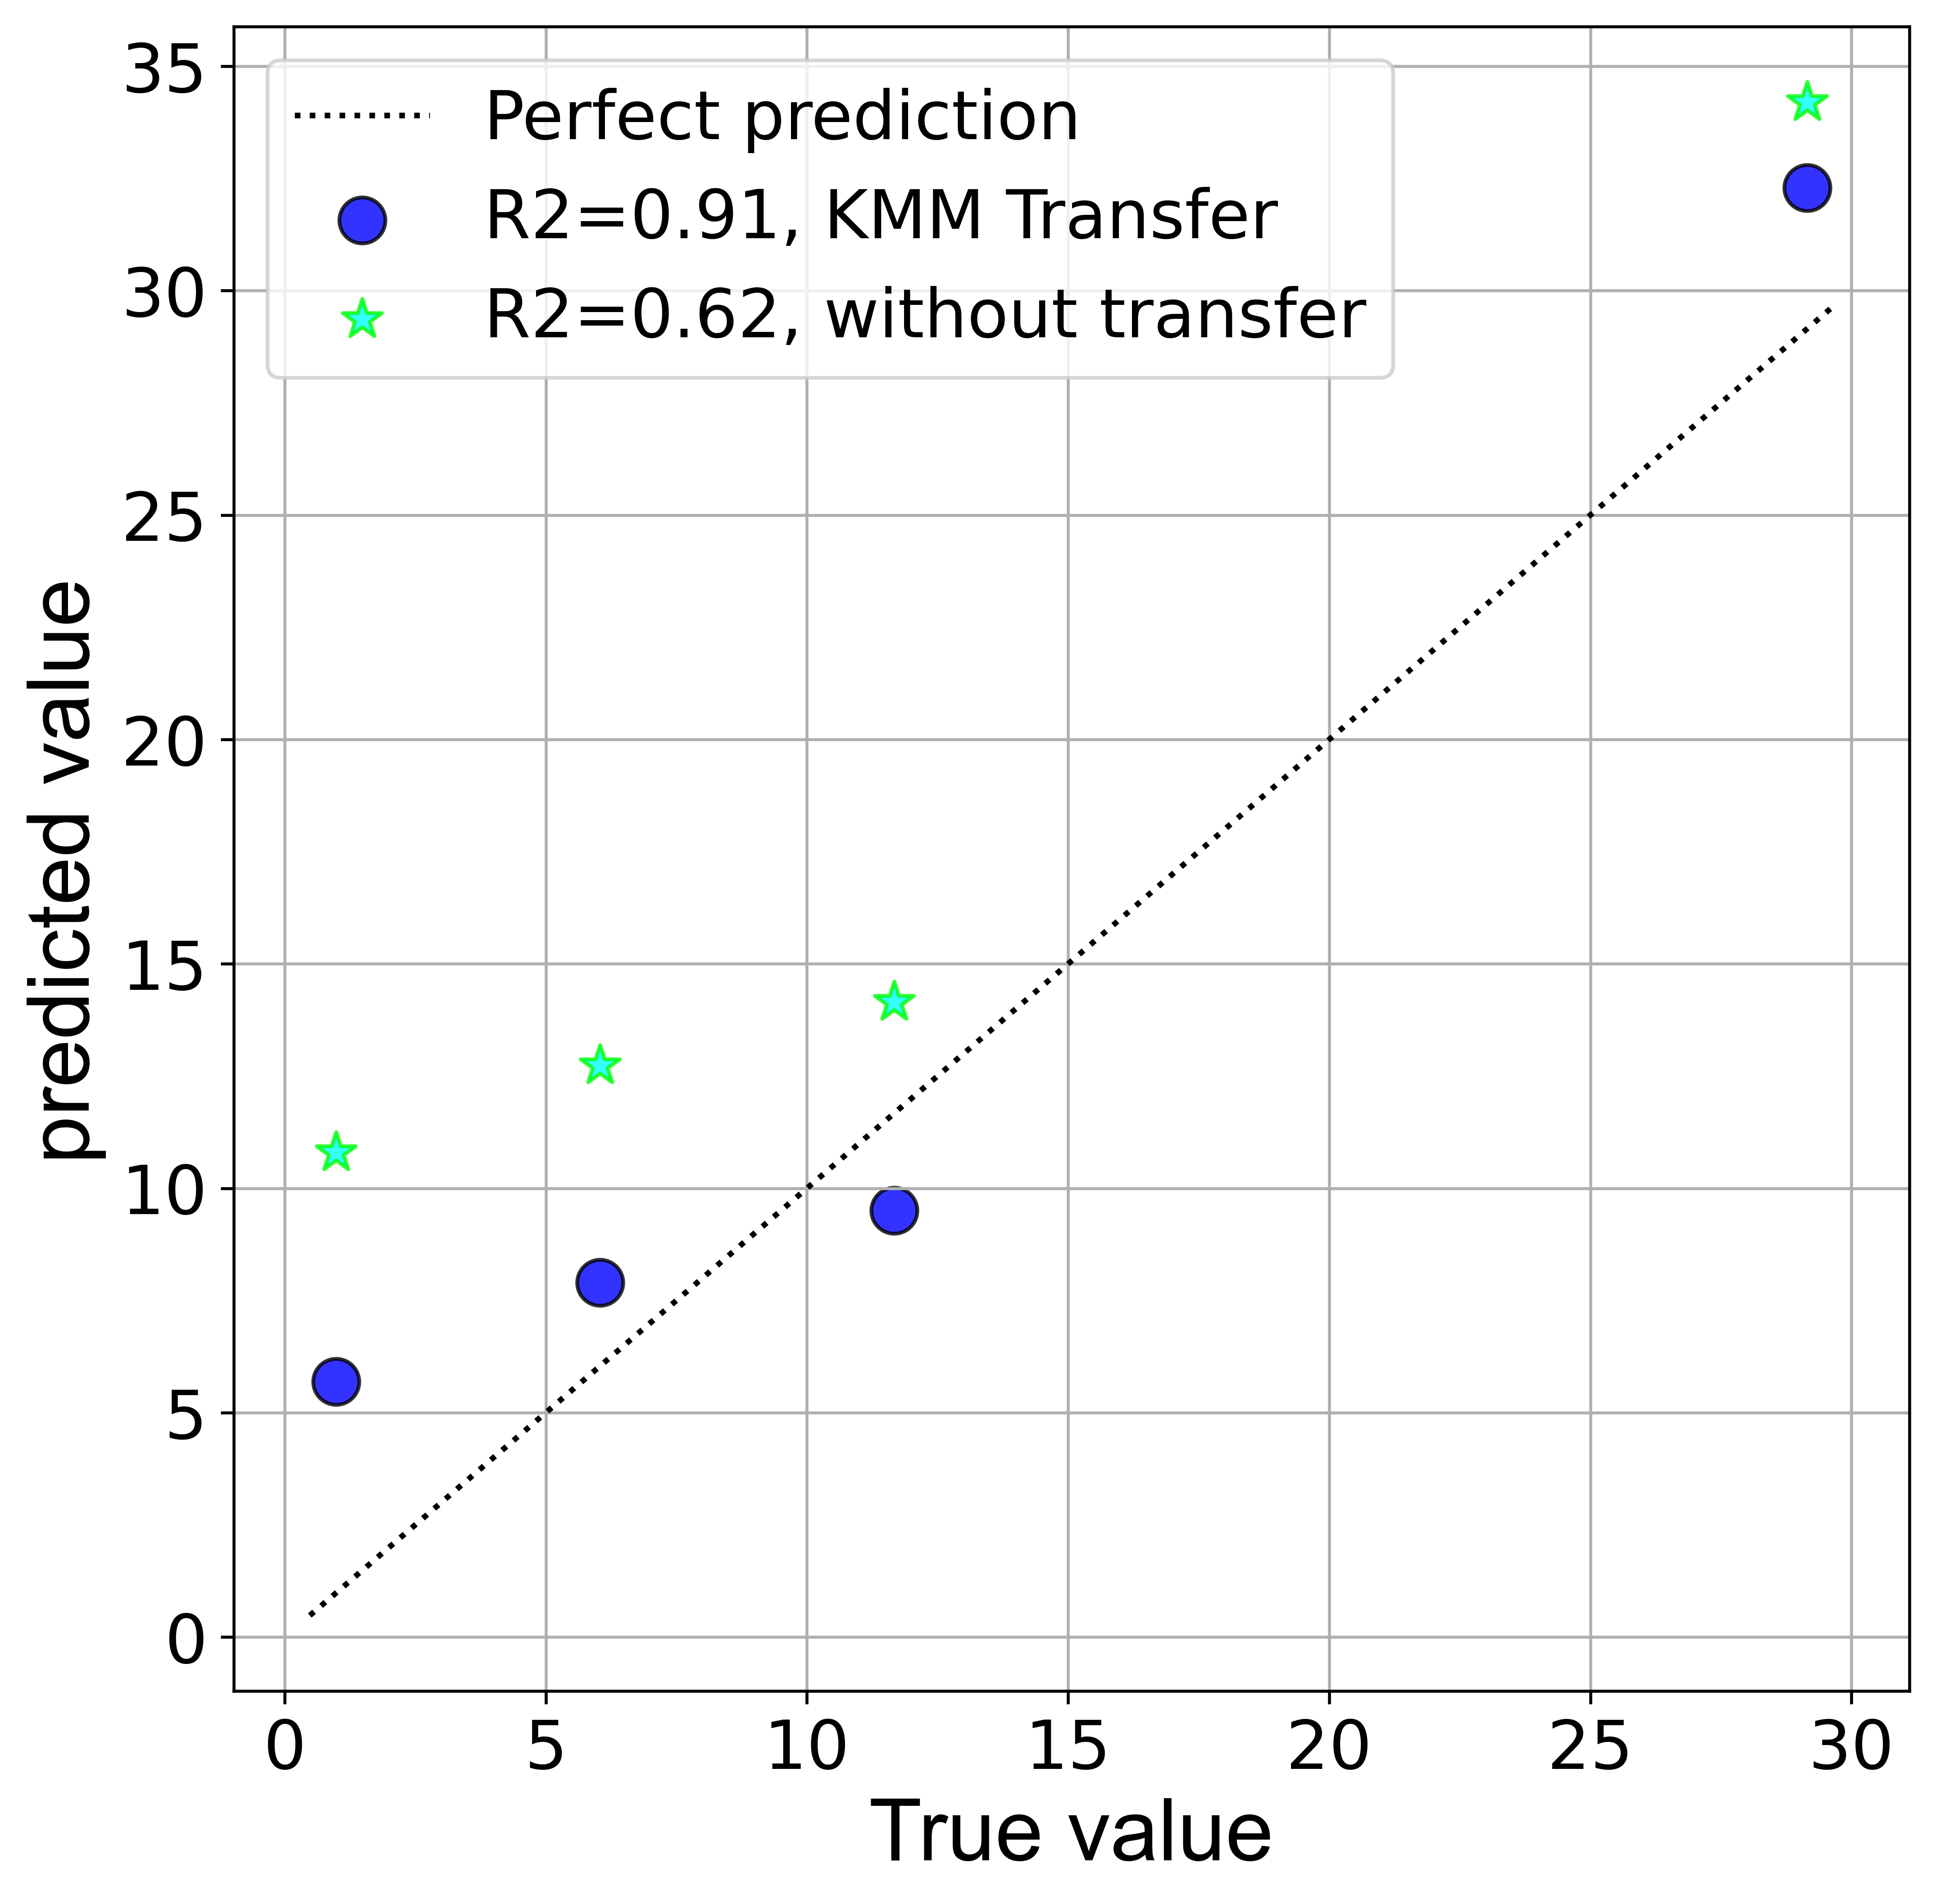 35
30
25
20
15
10
5
0
predicted value
Perfect prediction
R2=0.91, KMM Transfer
R2=0.62, without transfer
0 5 10 15 20 25 30
True value